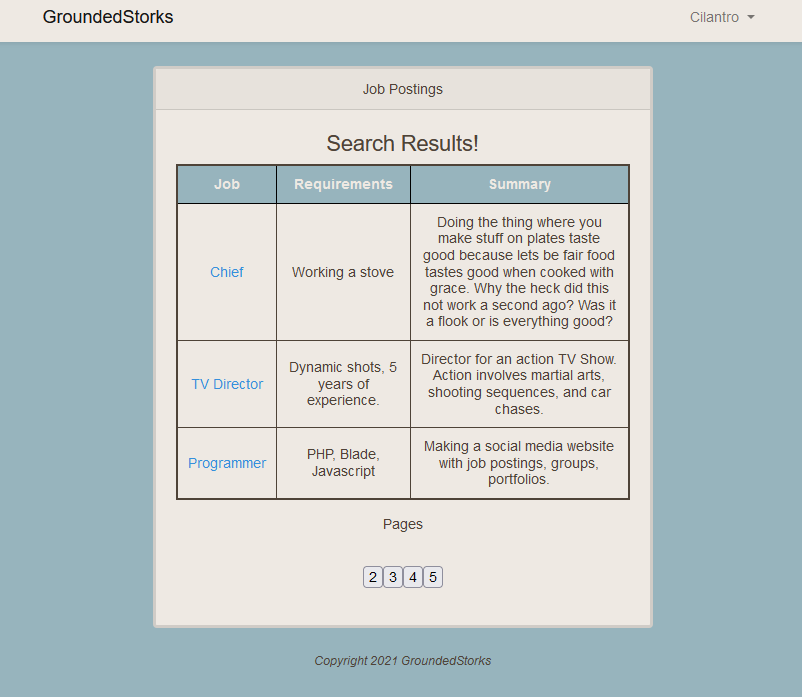 GroundedStorks Cilantro
Job Postings
Search Results!
Job Requirements Summary
Chief
Working a stove
Doing the thing where you
make stuff on plates taste
good because lets be fair food
tastes good when cooked with
grace. Why the heck did this
not work a second ago? Was it
a flook or is everything good?
TV Director
Dynamic shots, 5
years of
experience.
Director for an action TV Show.
Action involves martial arts,
shooting sequences, and car
chases.
Programmer
PHP, Blade,
Javascript
Making a social media website
with job postings, groups,
portfolios.
Pages
2 3 4 5
Copyright 2021 GroundedStorks